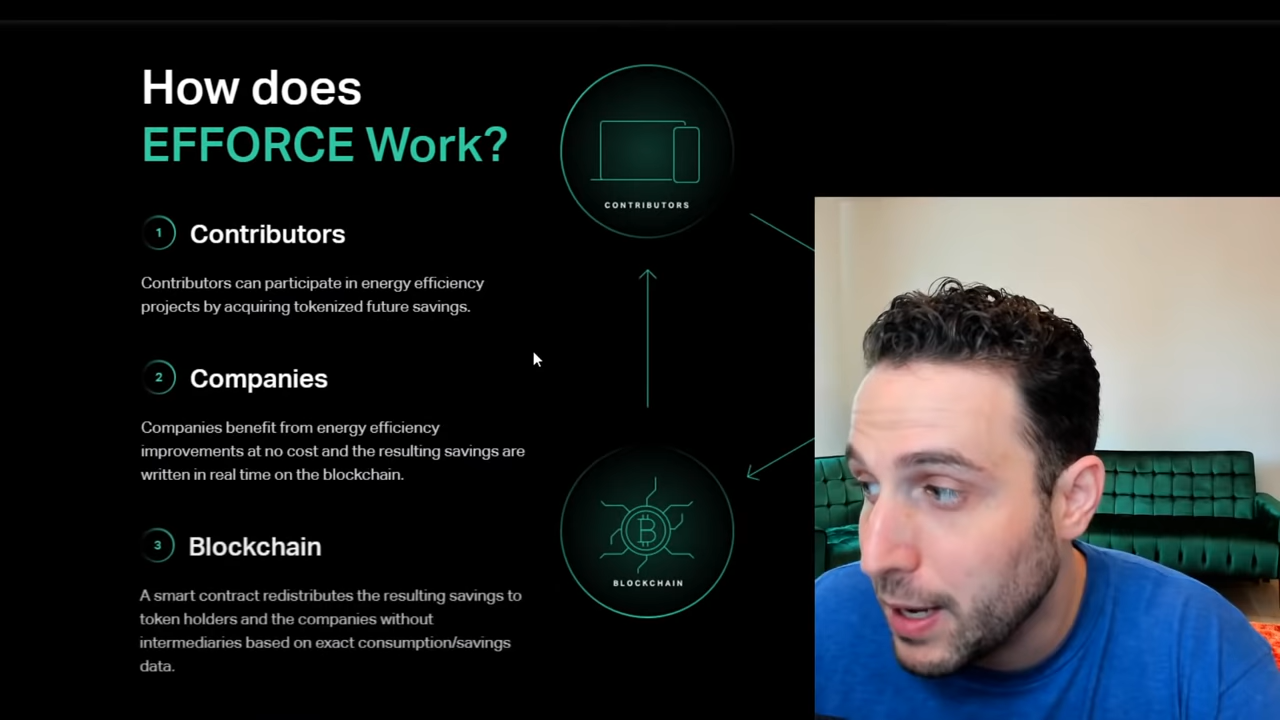 How does
EFFORCE Work?
1 Contributors
Contributors can participate in energy efficiency
projects by acquiring tokenized future savings.
2 Companies
Companies benefit from energy efficiency
improvements at no cost and the resulting savings are
written in real time on the blockchain.
3 Blockchain
A smart contract redistributes the resulting savings to
token holders and the companies without
intermediaries based on exact consumption/savings
data.
CONTRIBUTORS
BLOCKCHAIN